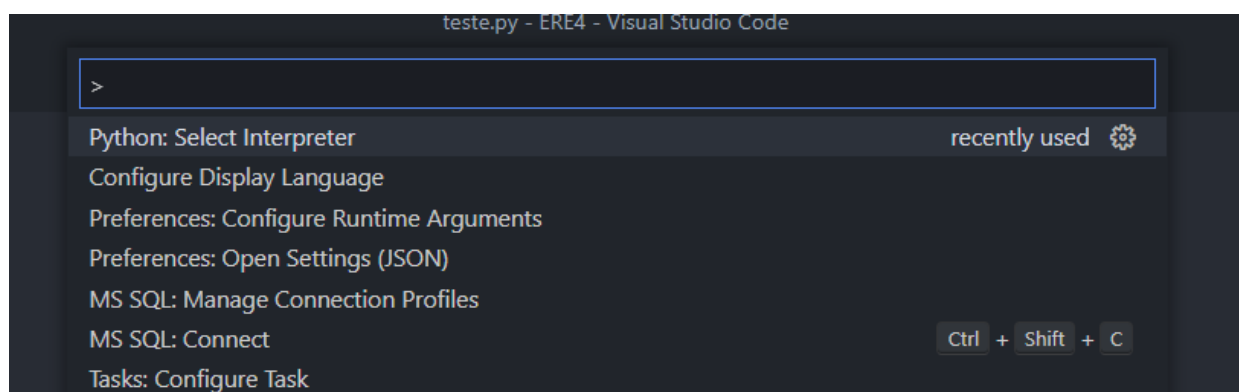 teste.py - ERE4 - Visual Studio Code
>
Python: Select Interpreter recently used
Configure Display Language
Preferences: Configure Runtime Arguments
Preferences: Open Settings (JSON)
MS SQL: Manage Connection Profiles
MS SQL: Connect Ctrl + Shift + C
Tasks: Configure Task